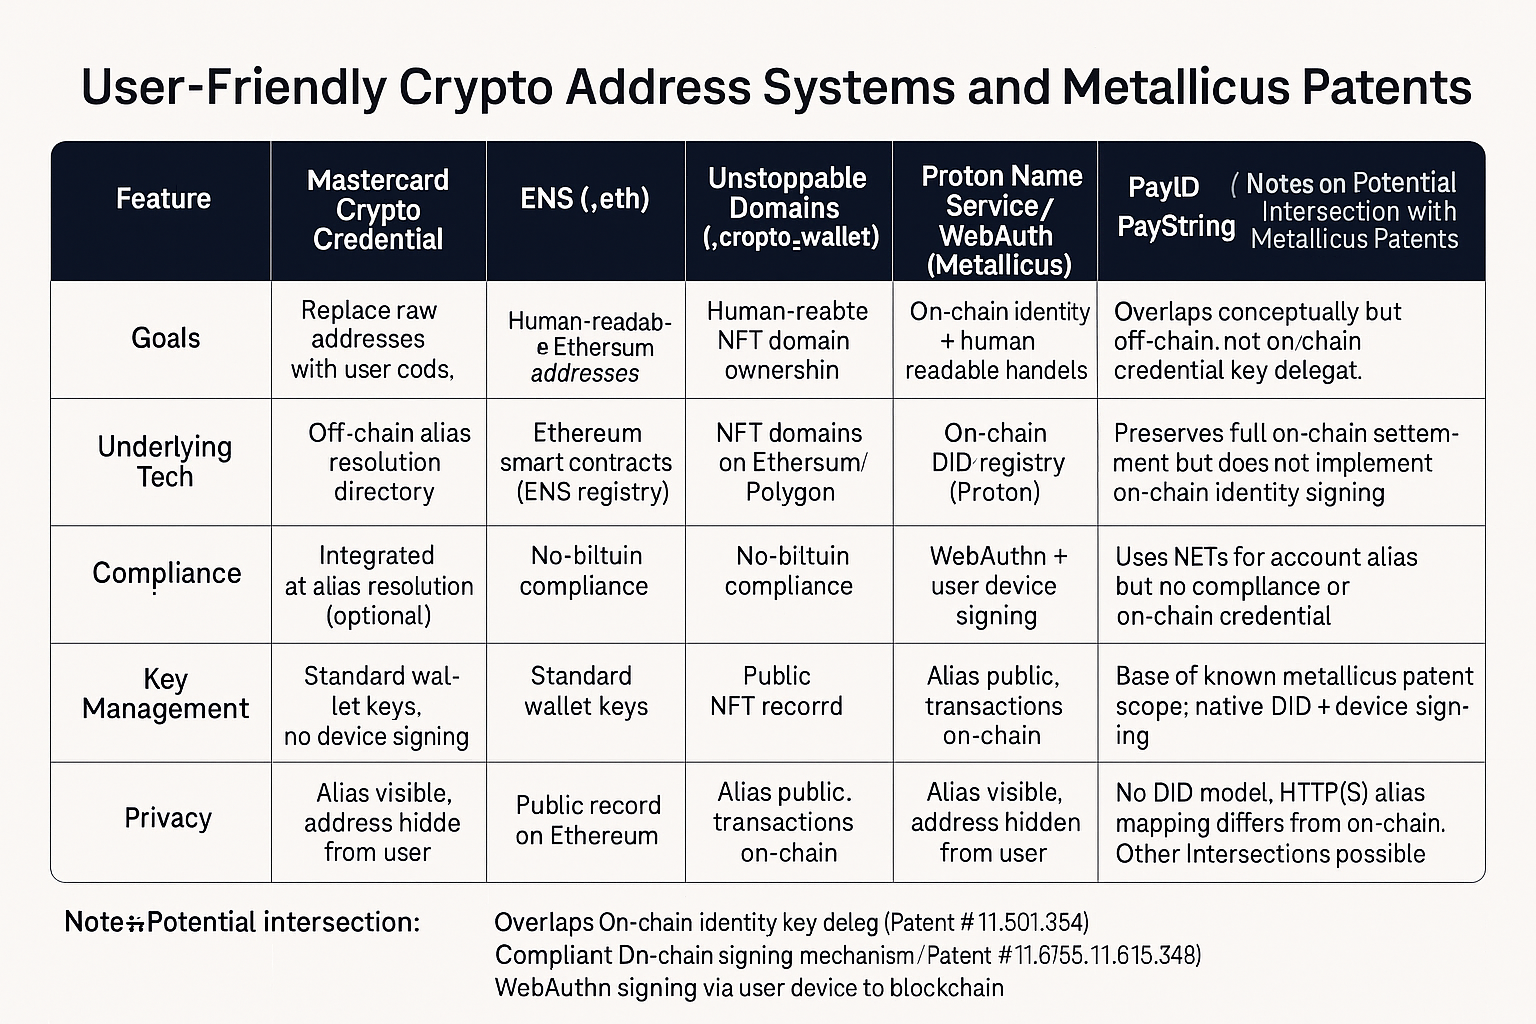 User-Friendly Crypto Address Systems and Metallicus Patents
Feature
Mastercard
Crypto
Credential
ENS (,eth)
Unstoppable
Domains
(,cropto_wallet)
Proton Name
Service/
WebAuth
(Metallicus)
PayID
PayString
( Notes on Potential
Intersection with
Metallicus Patents
Goals
Replace raw
addresses
with user cods,
Human-readab-
e Ethersum
addresses
Human-reabte
NFT domain
ownershin
On-chain identity
+ human
readable handels
Overlaps conceptually but
off-chain. not on/chain
credential key delegat.
Underlying
Tech
Off-chain alias
resolution
directory
Ethereum
smart contracts
(ENS registry)
NFT domains
on Ethersum/
Polygon
On-chain
DID registry
(Proton)
Preserves full on-chain settem-
ment but does not implement
on-chain identity signing
Compliance
Integrated
at alias resolution
(optional)
No-biltuin
compliance
No-biltuin
compliance
WebAuthn +
user device
signing
Uses NETs for account alias
but no compllance or
on-chain credential
Key
Management
Standard wal-
let keys,
no device signing
Standard
wallet keys
Public
NFT recorrd
Alias public,
transactions
on-chain
Base of known metallicus patent
scope; native DID + device sign-
ing
Privacy
Alias visible,
address hidde
from user
Public record
on Ethereum
Alias public.
transactions
on-chain
Alias visible,
address hidden
from user
No DID model, HTTP(S) alias
mapping differs from on-chain.
Other Intersections possible
Note Potential intersection:
Overlaps On-chain identity key deleg (Patent # 11.501.354)
Compliant Dn-chain signing mechanism/Patent #11.6755.11.615.348)
WebAuthn signing via user device to blockchain